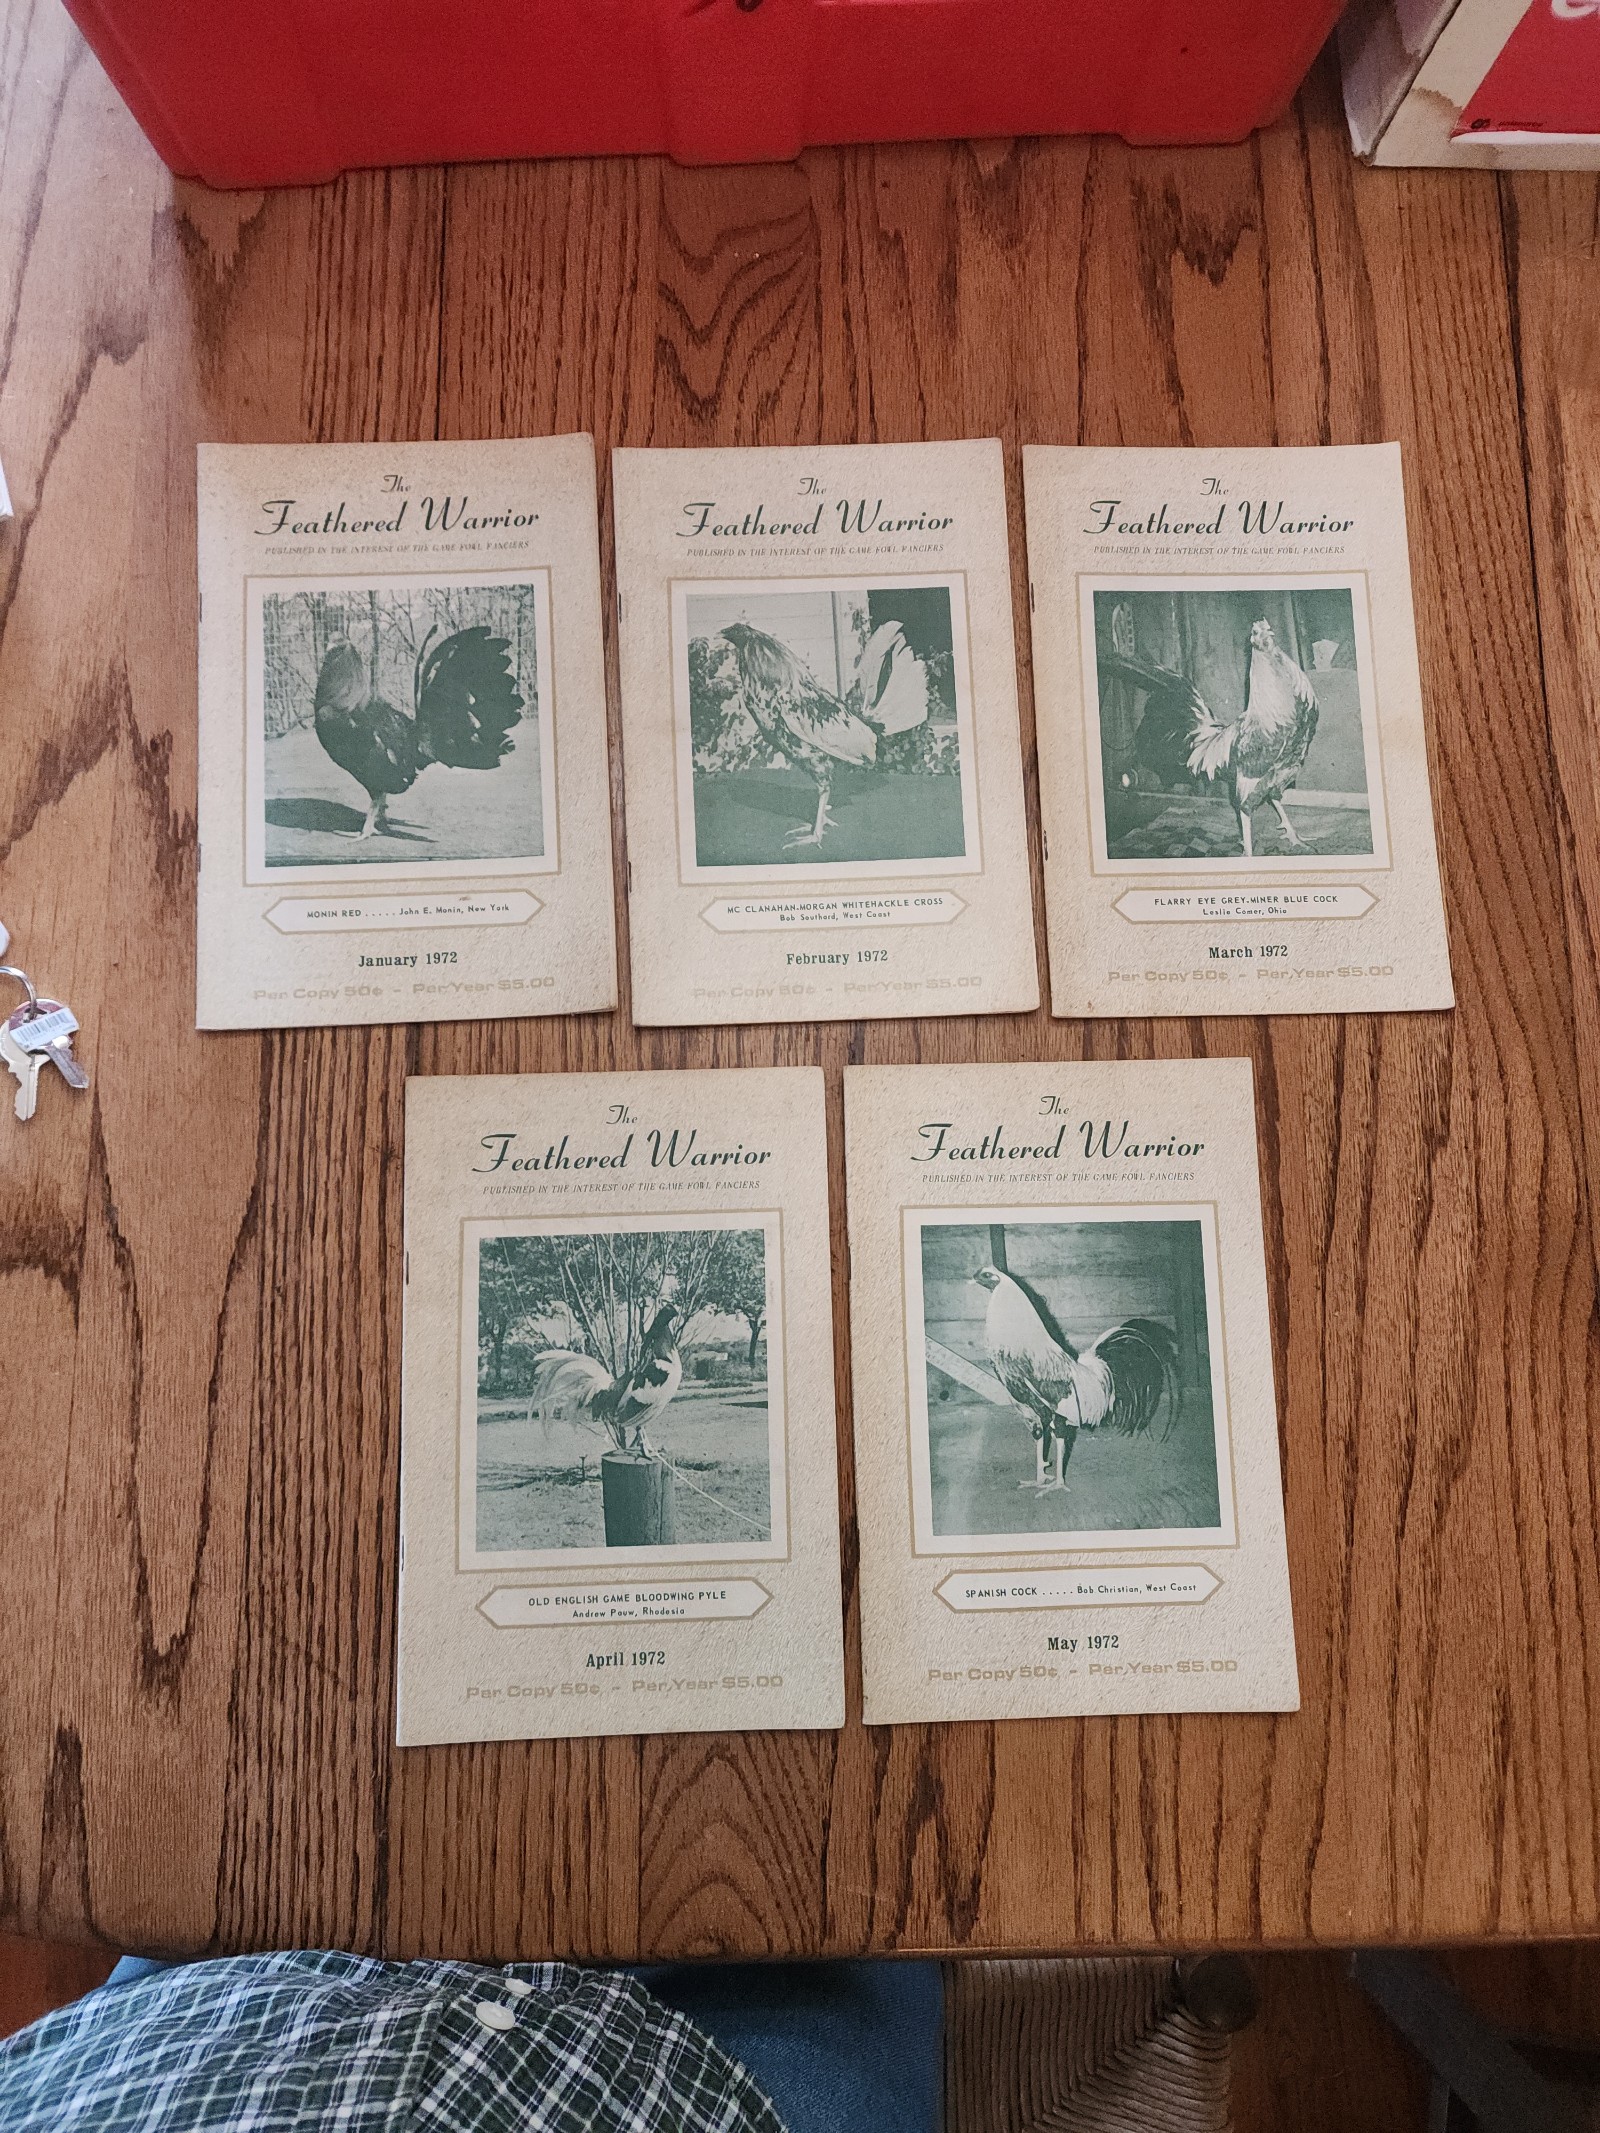 The
Feathered Warrior
PUBLISHED IN THE INTEREST OF THE GAME FOWL FANCIERS
MONIN RED ..... John E. Monin, New York
January 1972
Per Copy 50¢ - Per Year $5.00
The
Feathered Warrior
PUBLISHED IN THE INTEREST OF THE GAME FOWL FANCIERS
MC CLANAHAN-MORGAN WHITEHACKLE CROSS
Bob Southard, West Coast
February 1972
Per Copy 50¢ - Per Year $5.00
The
Feathered Warrior
PUBLISHED IN THE INTEREST OF THE GAME FOWL FANCIERS
FLARRY EYE GREY-MINER BLUE COCK
Leslie Comer, Ohio
March 1972
Per Copy 50¢ - Per Year $5.00
The
Feathered Warrior
PUBLISHED IN THE INTEREST OF THE GAME FOWL FANCIERS
OLD ENGLISH GAME BLOODWING PYLE
Andrew Pauw, Rhodesia
April 1972
Per Copy 50¢ - Per Year $5.00
The
Feathered Warrior
PUBLISHED IN THE INTEREST OF THE GAME FOWL FANCIERS
SPANISH COCK ..... Bob Christian, West Coast
May 1972
Per Copy 50¢ - Per Year $5.00